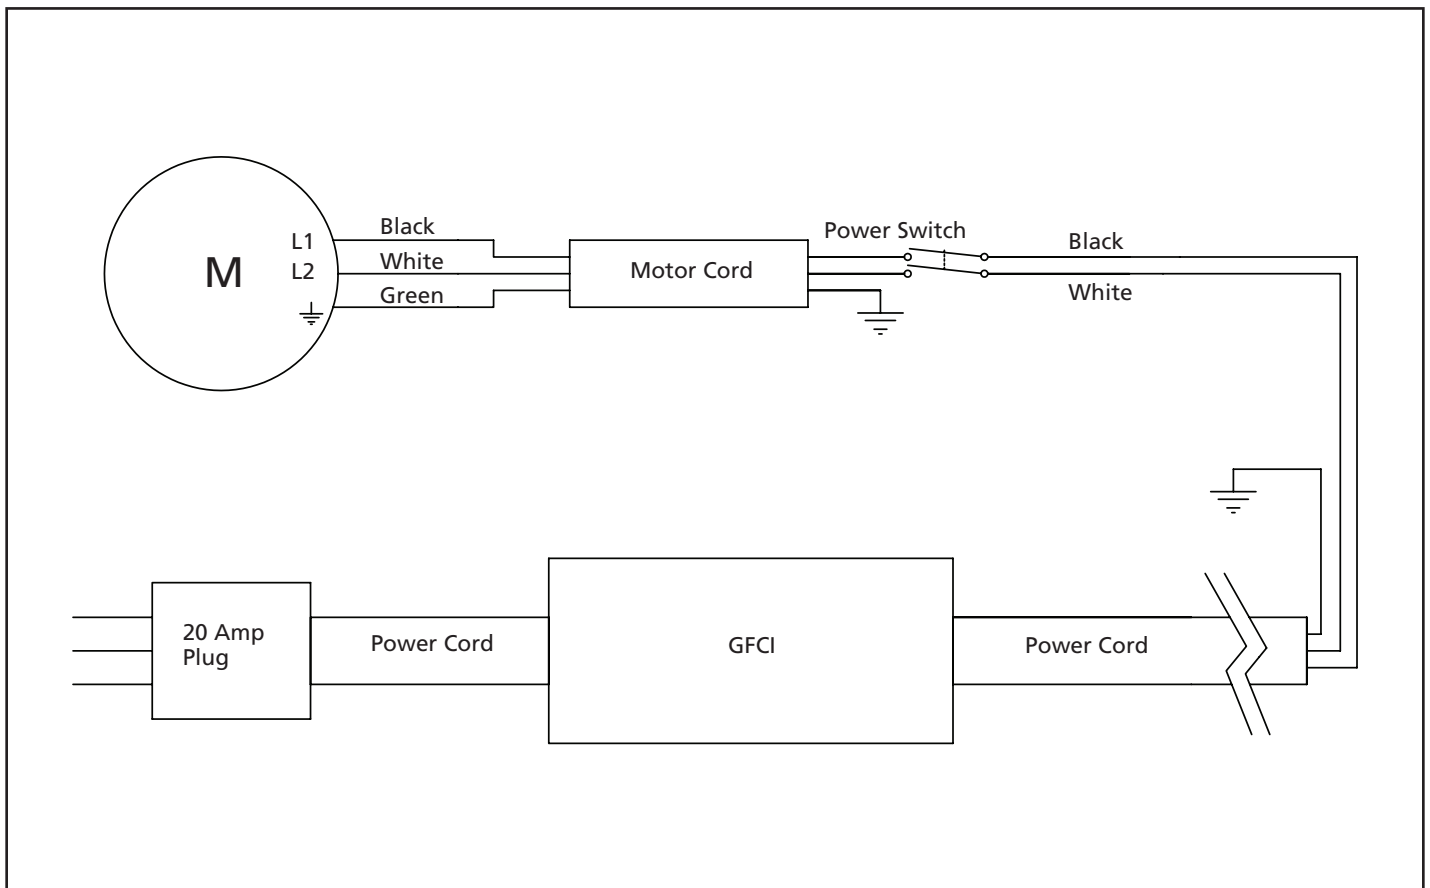 Black
Power Switch
Black
L1
White
L2
M
Motor Cord
Green
White
20 Amp
Plug
Power Cord
GFCI
Power Cord